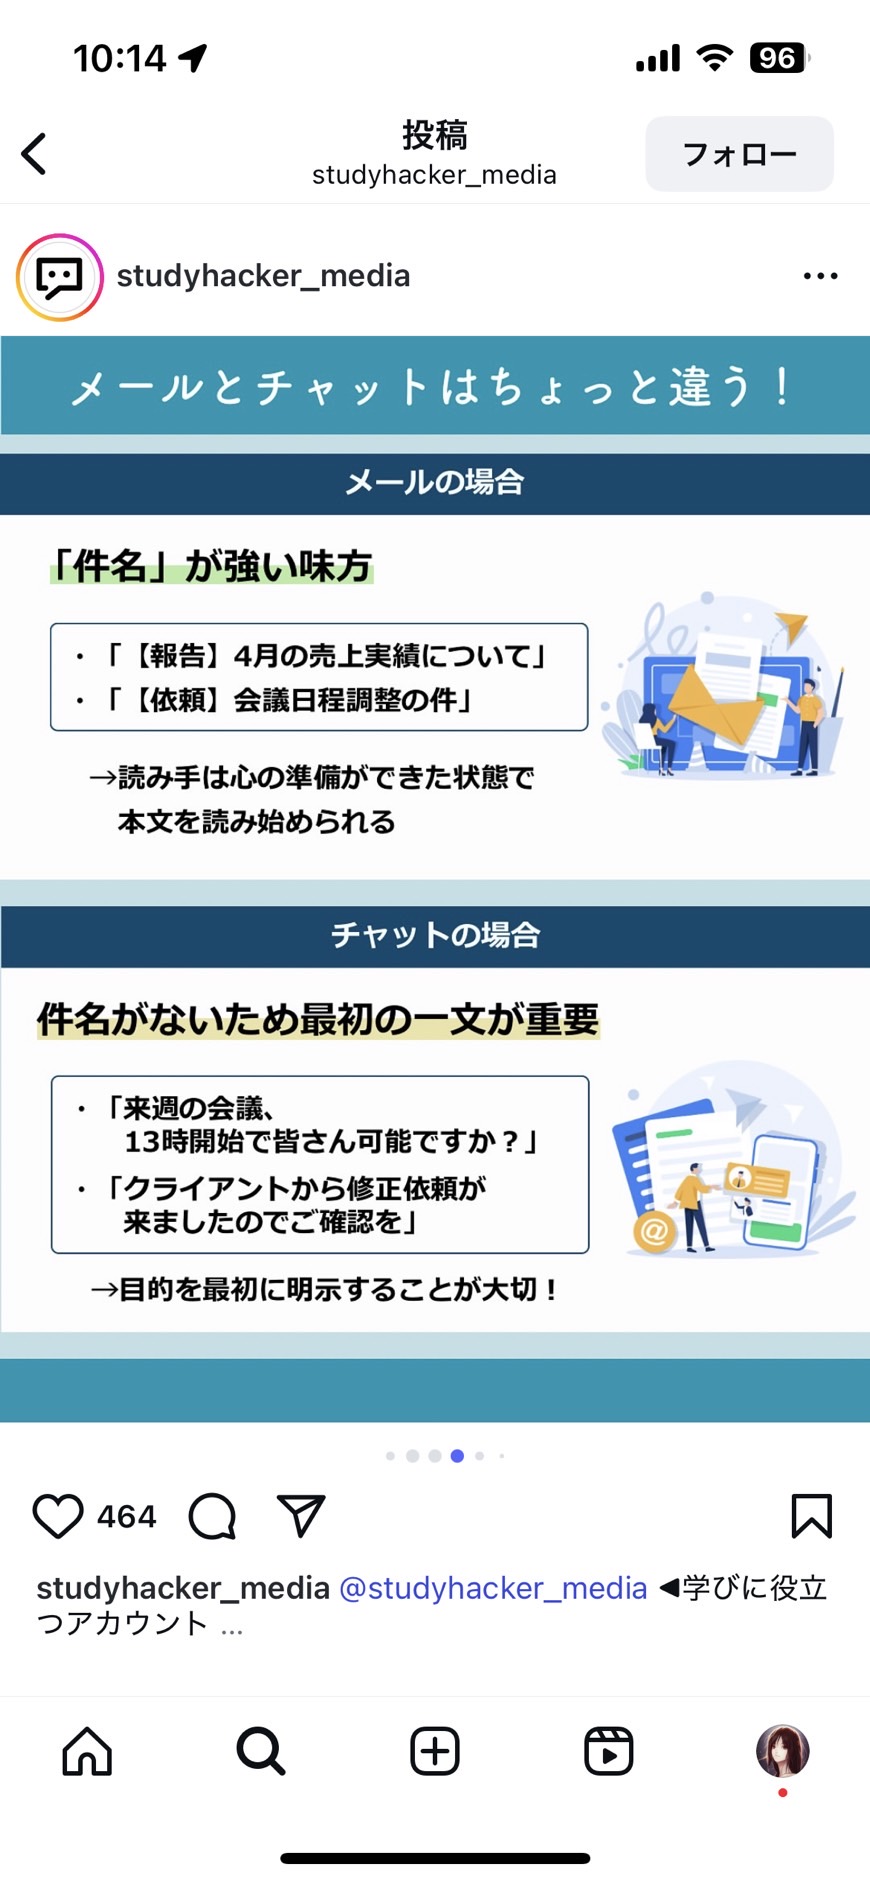 10:14
96
投稿
studyhacker_media
フォロー
studyhacker_media
メールとチャットはちょっと違う！
メールの場合
「件名」が強い味方
・「【報告】4月の売上実績について」
・「【依頼】会議日程調整の件」
→読み手は心の準備ができた状態で
本文を読み始められる
チャットの場合
件名がないため最初の一文が重要
・「来週の会議、
13時開始で皆さん可能ですか？」
・「クライアントから修正依頼が
来ましたのでご確認を」
@
→目的を最初に明示することが大切！
464
studyhacker_media @studyhacker_media ◀学びに役立
つアカウント ...